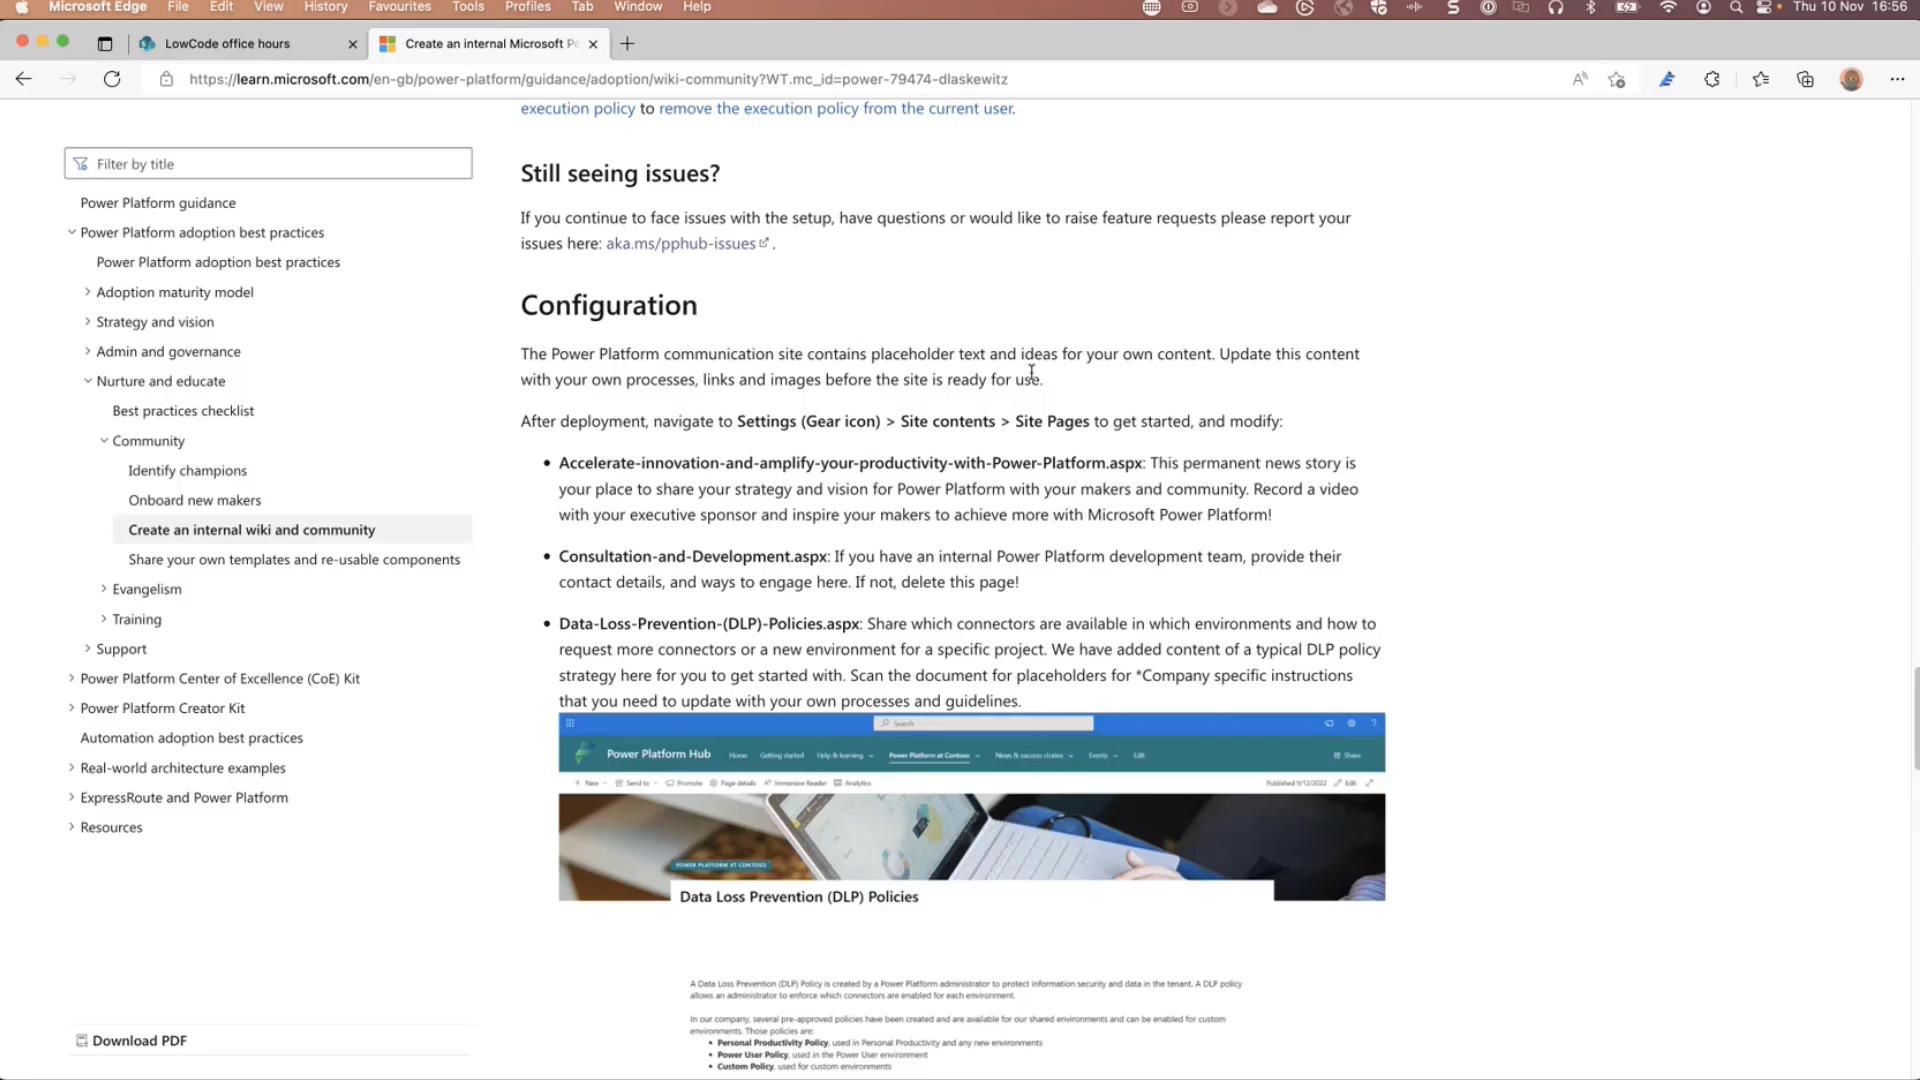 Microsoft Edge File Edit View History Favourites Tools Profiles Tab Window Help Thu 10 Nov 16:56
LowCode office hours
Create an internal Microsoft Po
https://learn.microsoft.com/en-gb/power-platform/guidance/adoption/wiki-community?WT.mc_id=power-79474-dlaskewitz
Filter by title
Power Platform guidance
Power Platform adoption best practices
Power Platform adoption best practices
Adoption maturity model
Strategy and vision
Admin and governance
Nurture and educate
Best practices checklist
Community
Identify champions
Onboard new makers
Create an internal wiki and community
Share your own templates and re-usable components
Evangelism
Training
Support
Power Platform Center of Excellence (CoE) Kit
Power Platform Creator Kit
Automation adoption best practices
Real-world architecture examples
ExpressRoute and Power Platform
Resources
Download PDF
execution policy to remove the execution policy from the current user.
Still seeing issues?
If you continue to face issues with the setup, have questions or would like to raise feature requests please report your
issues here: aka.ms/pphub-issues .
Configuration
The Power Platform communication site contains placeholder text and ideas for your own content. Update this content
with your own processes, links and images before the site is ready for use.
After deployment, navigate to Settings (Gear icon) > Site contents > Site Pages to get started, and modify:
• Accelerate-innovation-and-amplify-your-productivity-with-Power-Platform.aspx: This permanent news story is
your place to share your strategy and vision for Power Platform with your makers and community. Record a video
with your executive sponsor and inspire your makers to achieve more with Microsoft Power Platform!
• Consultation-and-Development.aspx: If you have an internal Power Platform development team, provide their
contact details, and ways to engage here. If not, delete this page!
• Data-Loss-Prevention-(DLP)-Policies.aspx: Share which connectors are available in which environments and how to
request more connectors or a new environment for a specific project. We have added content of a typical DLP policy
strategy here for you to get started with. Scan the document for placeholders for *Company specific instructions
that you need to update with your own processes and guidelines.
Search
Power Platform Hub Home Getting started Help & learning Power Platform at Contoso News & success stories Events Edit Share
+ New Send to Promote Page details Immersive Reader Analytics Published 9/12/2022 Edit
POWER PLATFORM AT CONTOSO
Data Loss Prevention (DLP) Policies
A Data Loss Prevention (DLP) Policy is created by a Power Platform administrator to protect information security and data in the tenant. A DLP policy
allows an administrator to enforce which connectors are enabled for each environment.
In our company, several pre-approved policies have been created and are available for our shared environments and can be enabled for custom
environments. Those policies are:
• Personal Productivity Policy, used in Personal Productivity and any new environments
• Power User Policy, used in the Power User environment
• Custom Policy, used for custom environments